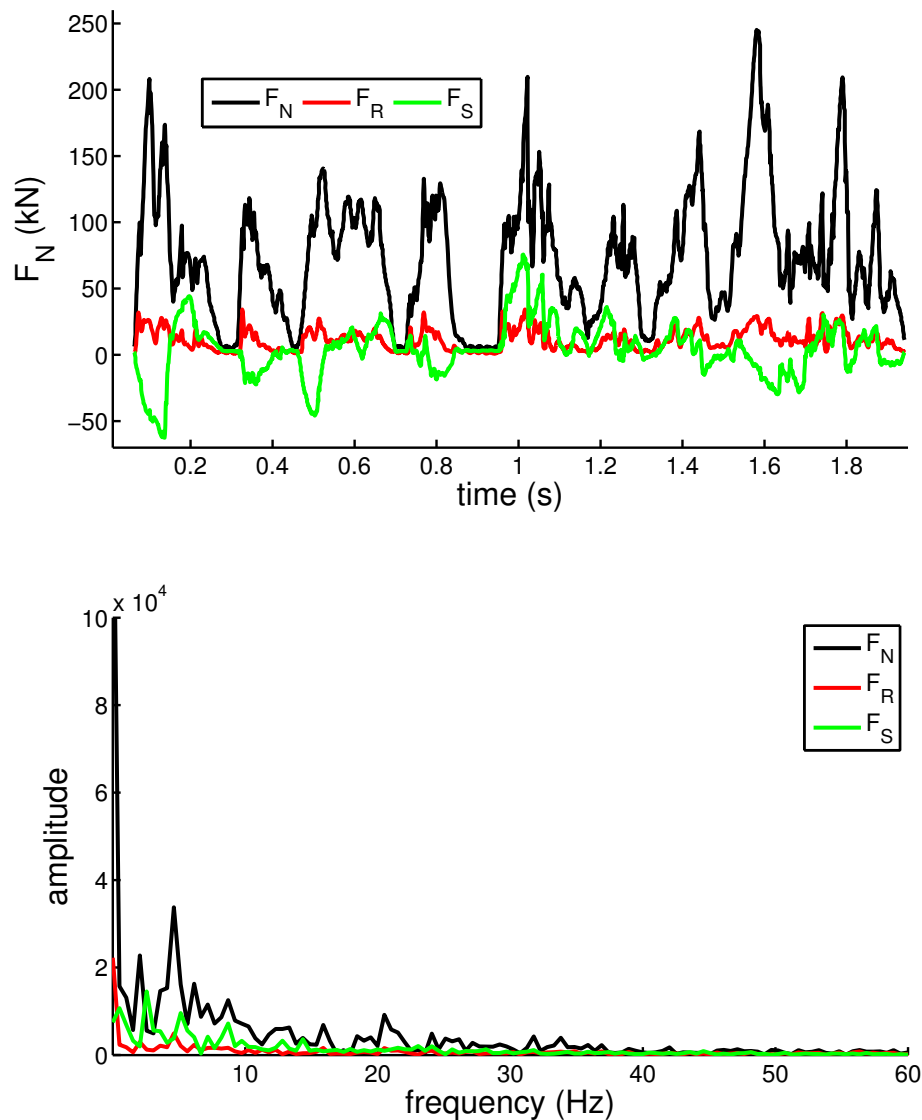 250
200
150
100
50
0
−50
F_N (kN)
F_N F_R F_S
0.2 0.4 0.6 0.8 1 1.2 1.4 1.6 1.8
time (s)
x 10^4
10
8
6
4
2
0
amplitude
F_N
F_R
F_S
10 20 30 40 50 60
frequency (Hz)